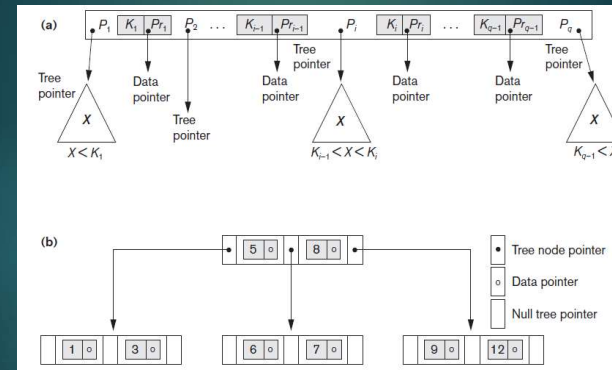 (a)
P1 K1 Pr1 P2 . . . Ki–1 Pri–1 Pi Ki Pri . . . Kq–1 Prq–1 Pq
Tree pointer
Data pointer
Tree pointer
Data pointer
Tree pointer
Data pointer
Data pointer
Tree pointer
X
X
X
X < K1
Ki–1 < X < Ki
Kq–1 < X
(b)
5 8
Tree node pointer
Data pointer
Null tree pointer
1 3
6 7
9 12